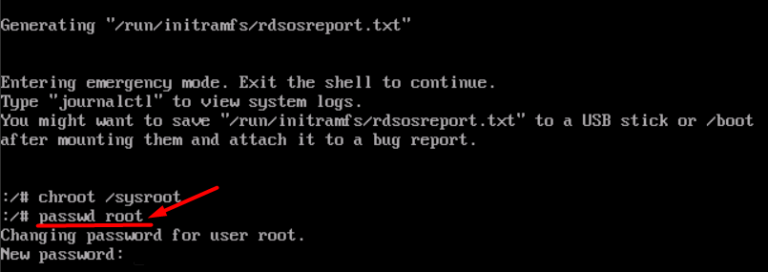 Generating "/run/initramfs/rdsosreport.txt"
Entering emergency mode. Exit the shell to continue.
Type "journalctl" to view system logs.
You might want to save "/run/initramfs/rdsosreport.txt" to a USB stick or /boot
after mounting them and attach it to a bug report.
:/# chroot /sysroot
:/# passwd root
Changing password for user root.
New password: